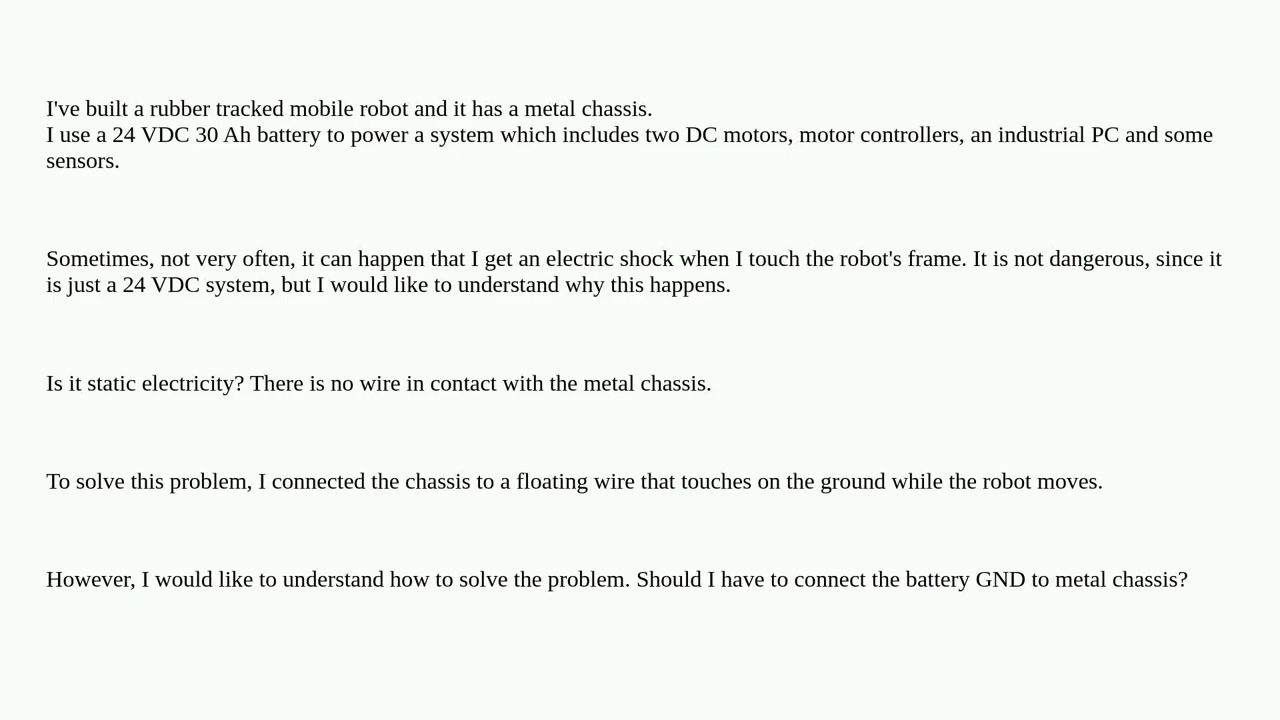 I've built a rubber tracked mobile robot and it has a metal chassis.
I use a 24 VDC 30 Ah battery to power a system which includes two DC motors, motor controllers, an industrial PC and some
sensors.
Sometimes, not very often, it can happen that I get an electric shock when I touch the robot's frame. It is not dangerous, since it
is just a 24 VDC system, but I would like to understand why this happens.
Is it static electricity? There is no wire in contact with the metal chassis.
To solve this problem, I connected the chassis to a floating wire that touches on the ground while the robot moves.
However, I would like to understand how to solve the problem. Should I have to connect the battery GND to metal chassis?